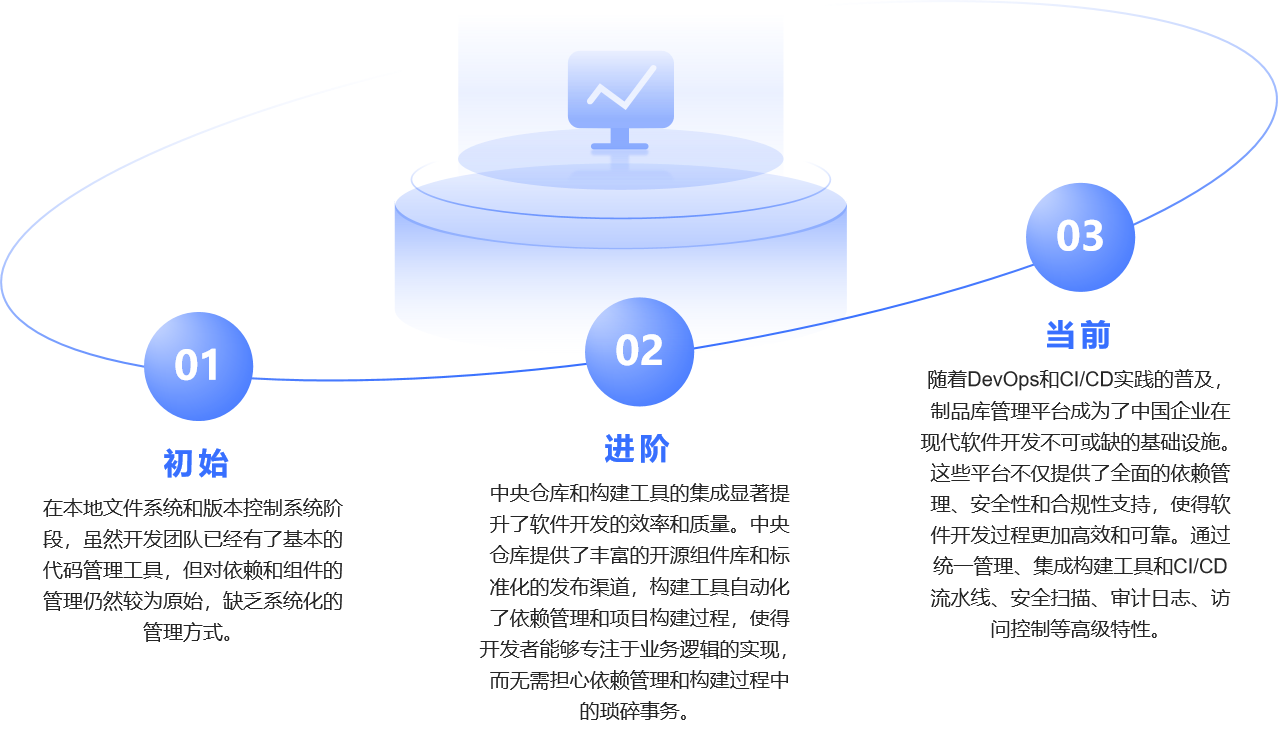 01
初始
在本地文件系统和版本控制系统阶
段，虽然开发团队已经有了基本的
代码管理工具，但对依赖和组件的
管理仍然较为原始，缺乏系统化的
管理方式。
02
进阶
中央仓库和构建工具的集成显著提
升了软件开发的效率和质量。中央
仓库提供了丰富的开源组件库和标
准化的发布渠道，构建工具自动化
了依赖管理和项目构建过程，使得
开发者能够专注于业务逻辑的实现，
而无需担心依赖管理和构建过程中
的琐碎事务。
03
当前
随着DevOps和CI/CD实践的普及，
制品库管理平台成为了中国企业在
现代软件开发不可或缺的基础设施。
这些平台不仅提供了全面的依赖管
理、安全性和合规性支持，使得软
件开发过程更加高效和可靠。通过
统一管理、集成构建工具和CI/CD
流水线、安全扫描、审计日志、访
问控制等高级特性。